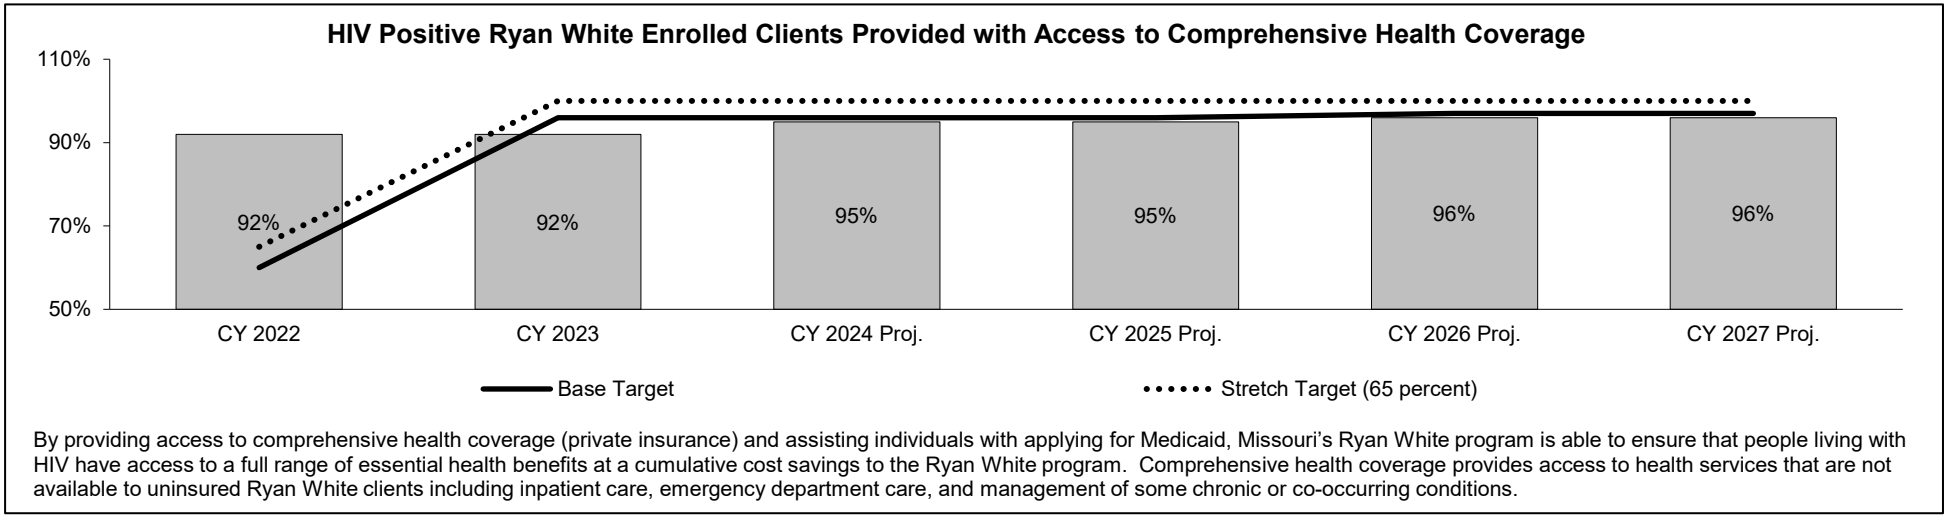 HIV Positive Ryan White Enrolled Clients Provided with Access to Comprehensive Health Coverage
110%
90%
70%
50%
92%
92%
95%
95%
96%
96%
CY 2022
CY 2023
CY 2024 Proj.
CY 2025 Proj.
CY 2026 Proj.
CY 2027 Proj.
Base Target
Stretch Target (65 percent)
By providing access to comprehensive health coverage (private insurance) and assisting individuals with applying for Medicaid, Missouri’s Ryan White program is able to ensure that people living with
HIV have access to a full range of essential health benefits at a cumulative cost savings to the Ryan White program.  Comprehensive health coverage provides access to health services that are not
available to uninsured Ryan White clients including inpatient care, emergency department care, and management of some chronic or co-occurring conditions.